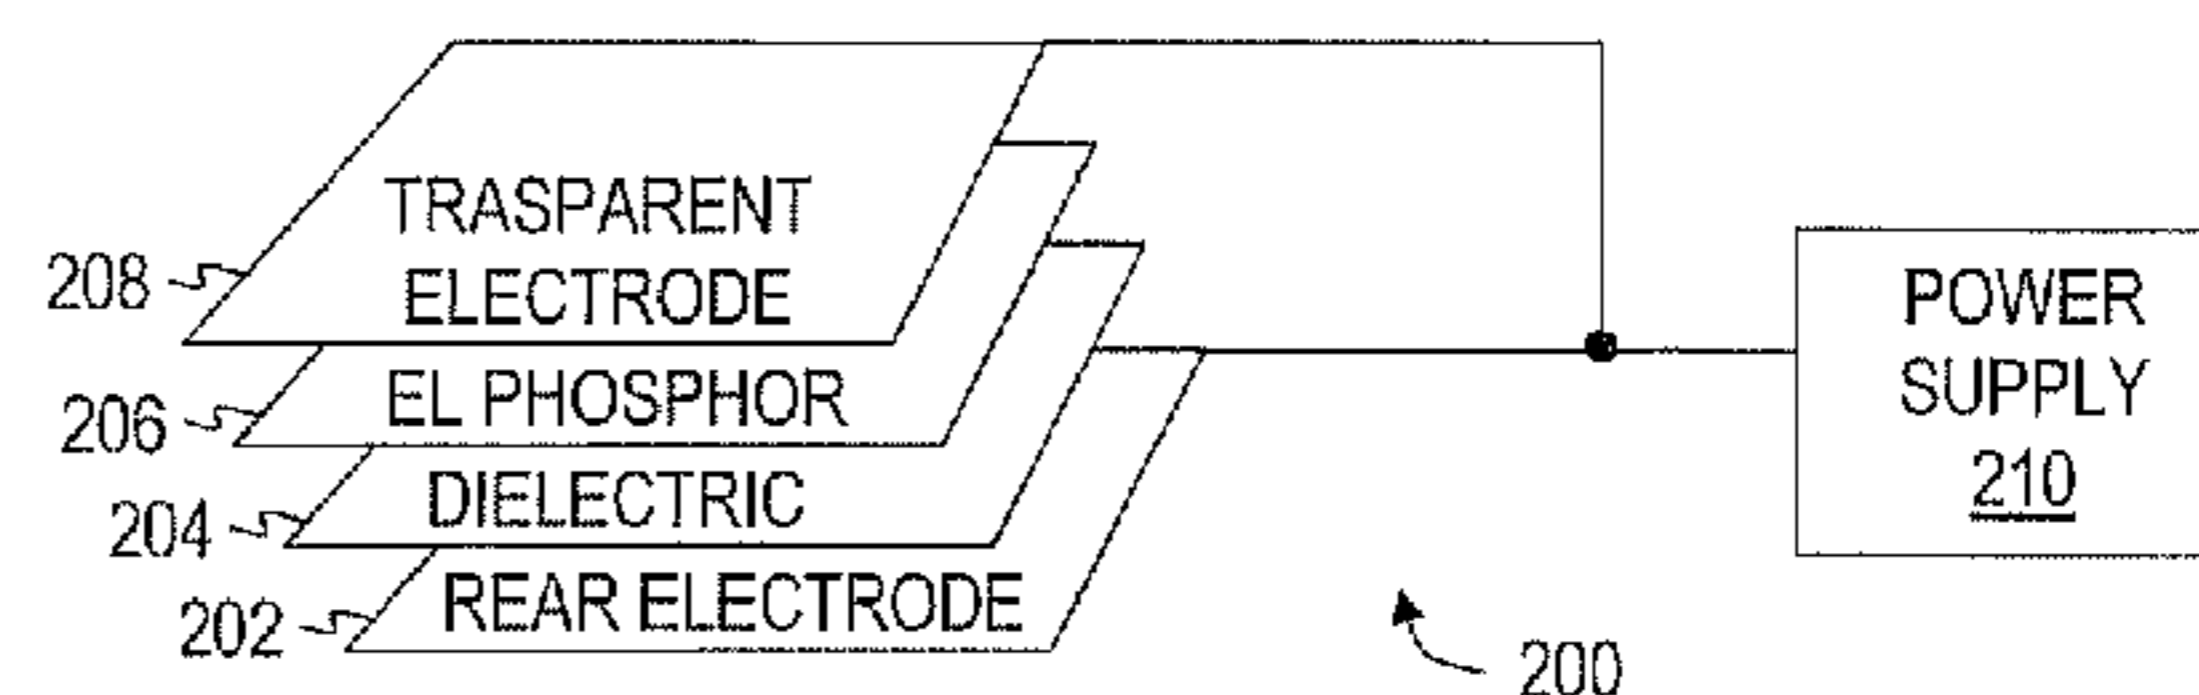 TRASPARENT
ELECTRODE
208
EL PHOSPHOR
206
DIELECTRIC
204
REAR ELECTRODE
202
POWER
SUPPLY
210
200